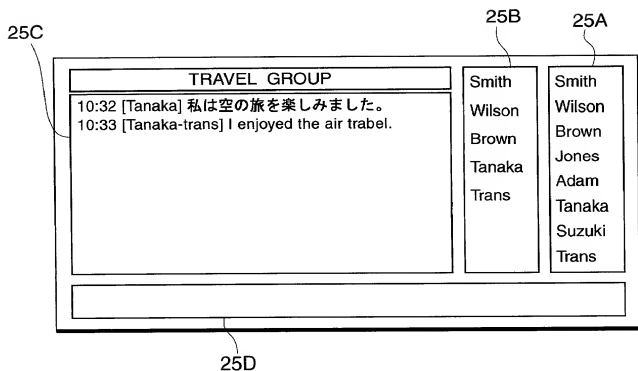 25C
25B
25A
TRAVEL GROUP
10:32 [Tanaka] 私は空の旅を楽しみました。
10:33 [Tanaka-trans] I enjoyed the air trabel.
Smith
Wilson
Brown
Tanaka
Trans
Smith
Wilson
Brown
Jones
Adam
Tanaka
Suzuki
Trans
25D